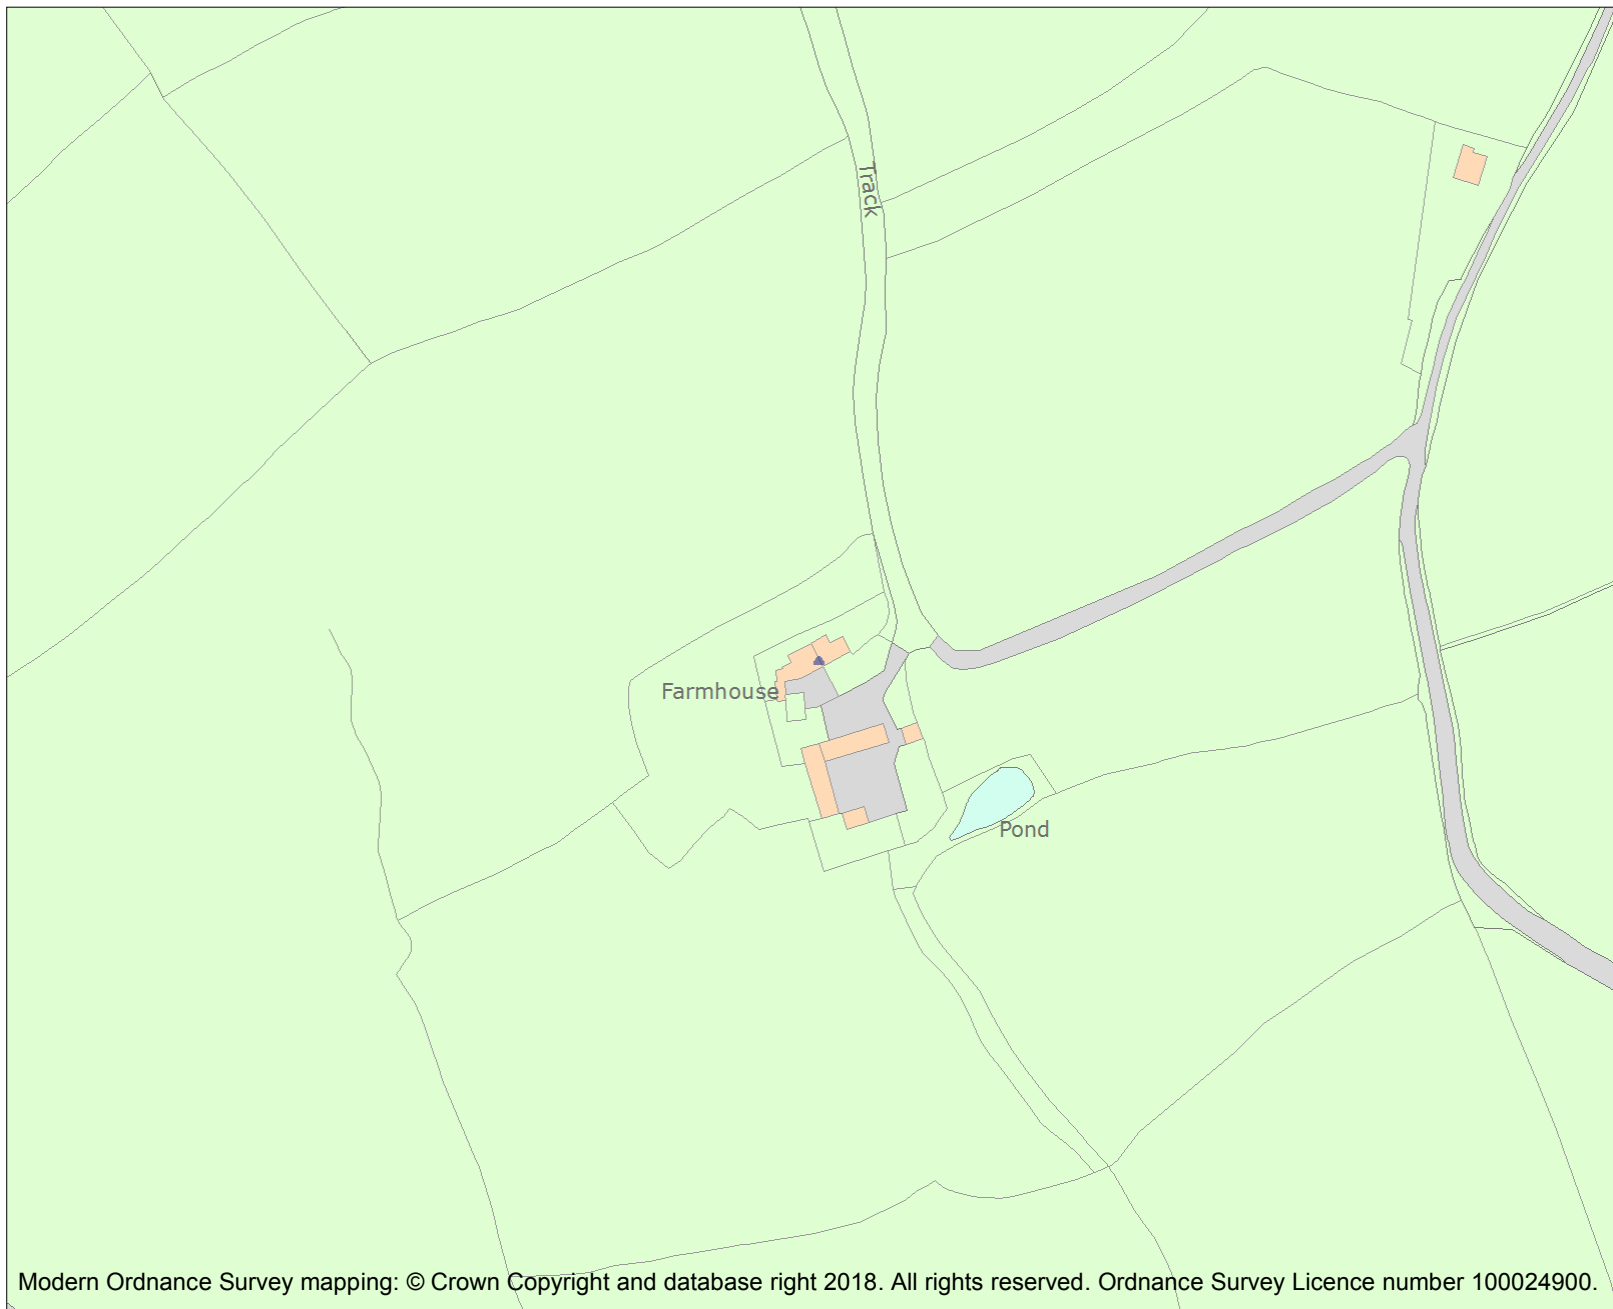 Track
Farmhouse
Pond
Modern Ordnance Survey mapping: © Crown Copyright and database right 2018. All rights reserved. Ordnance Survey Licence number 100024900.